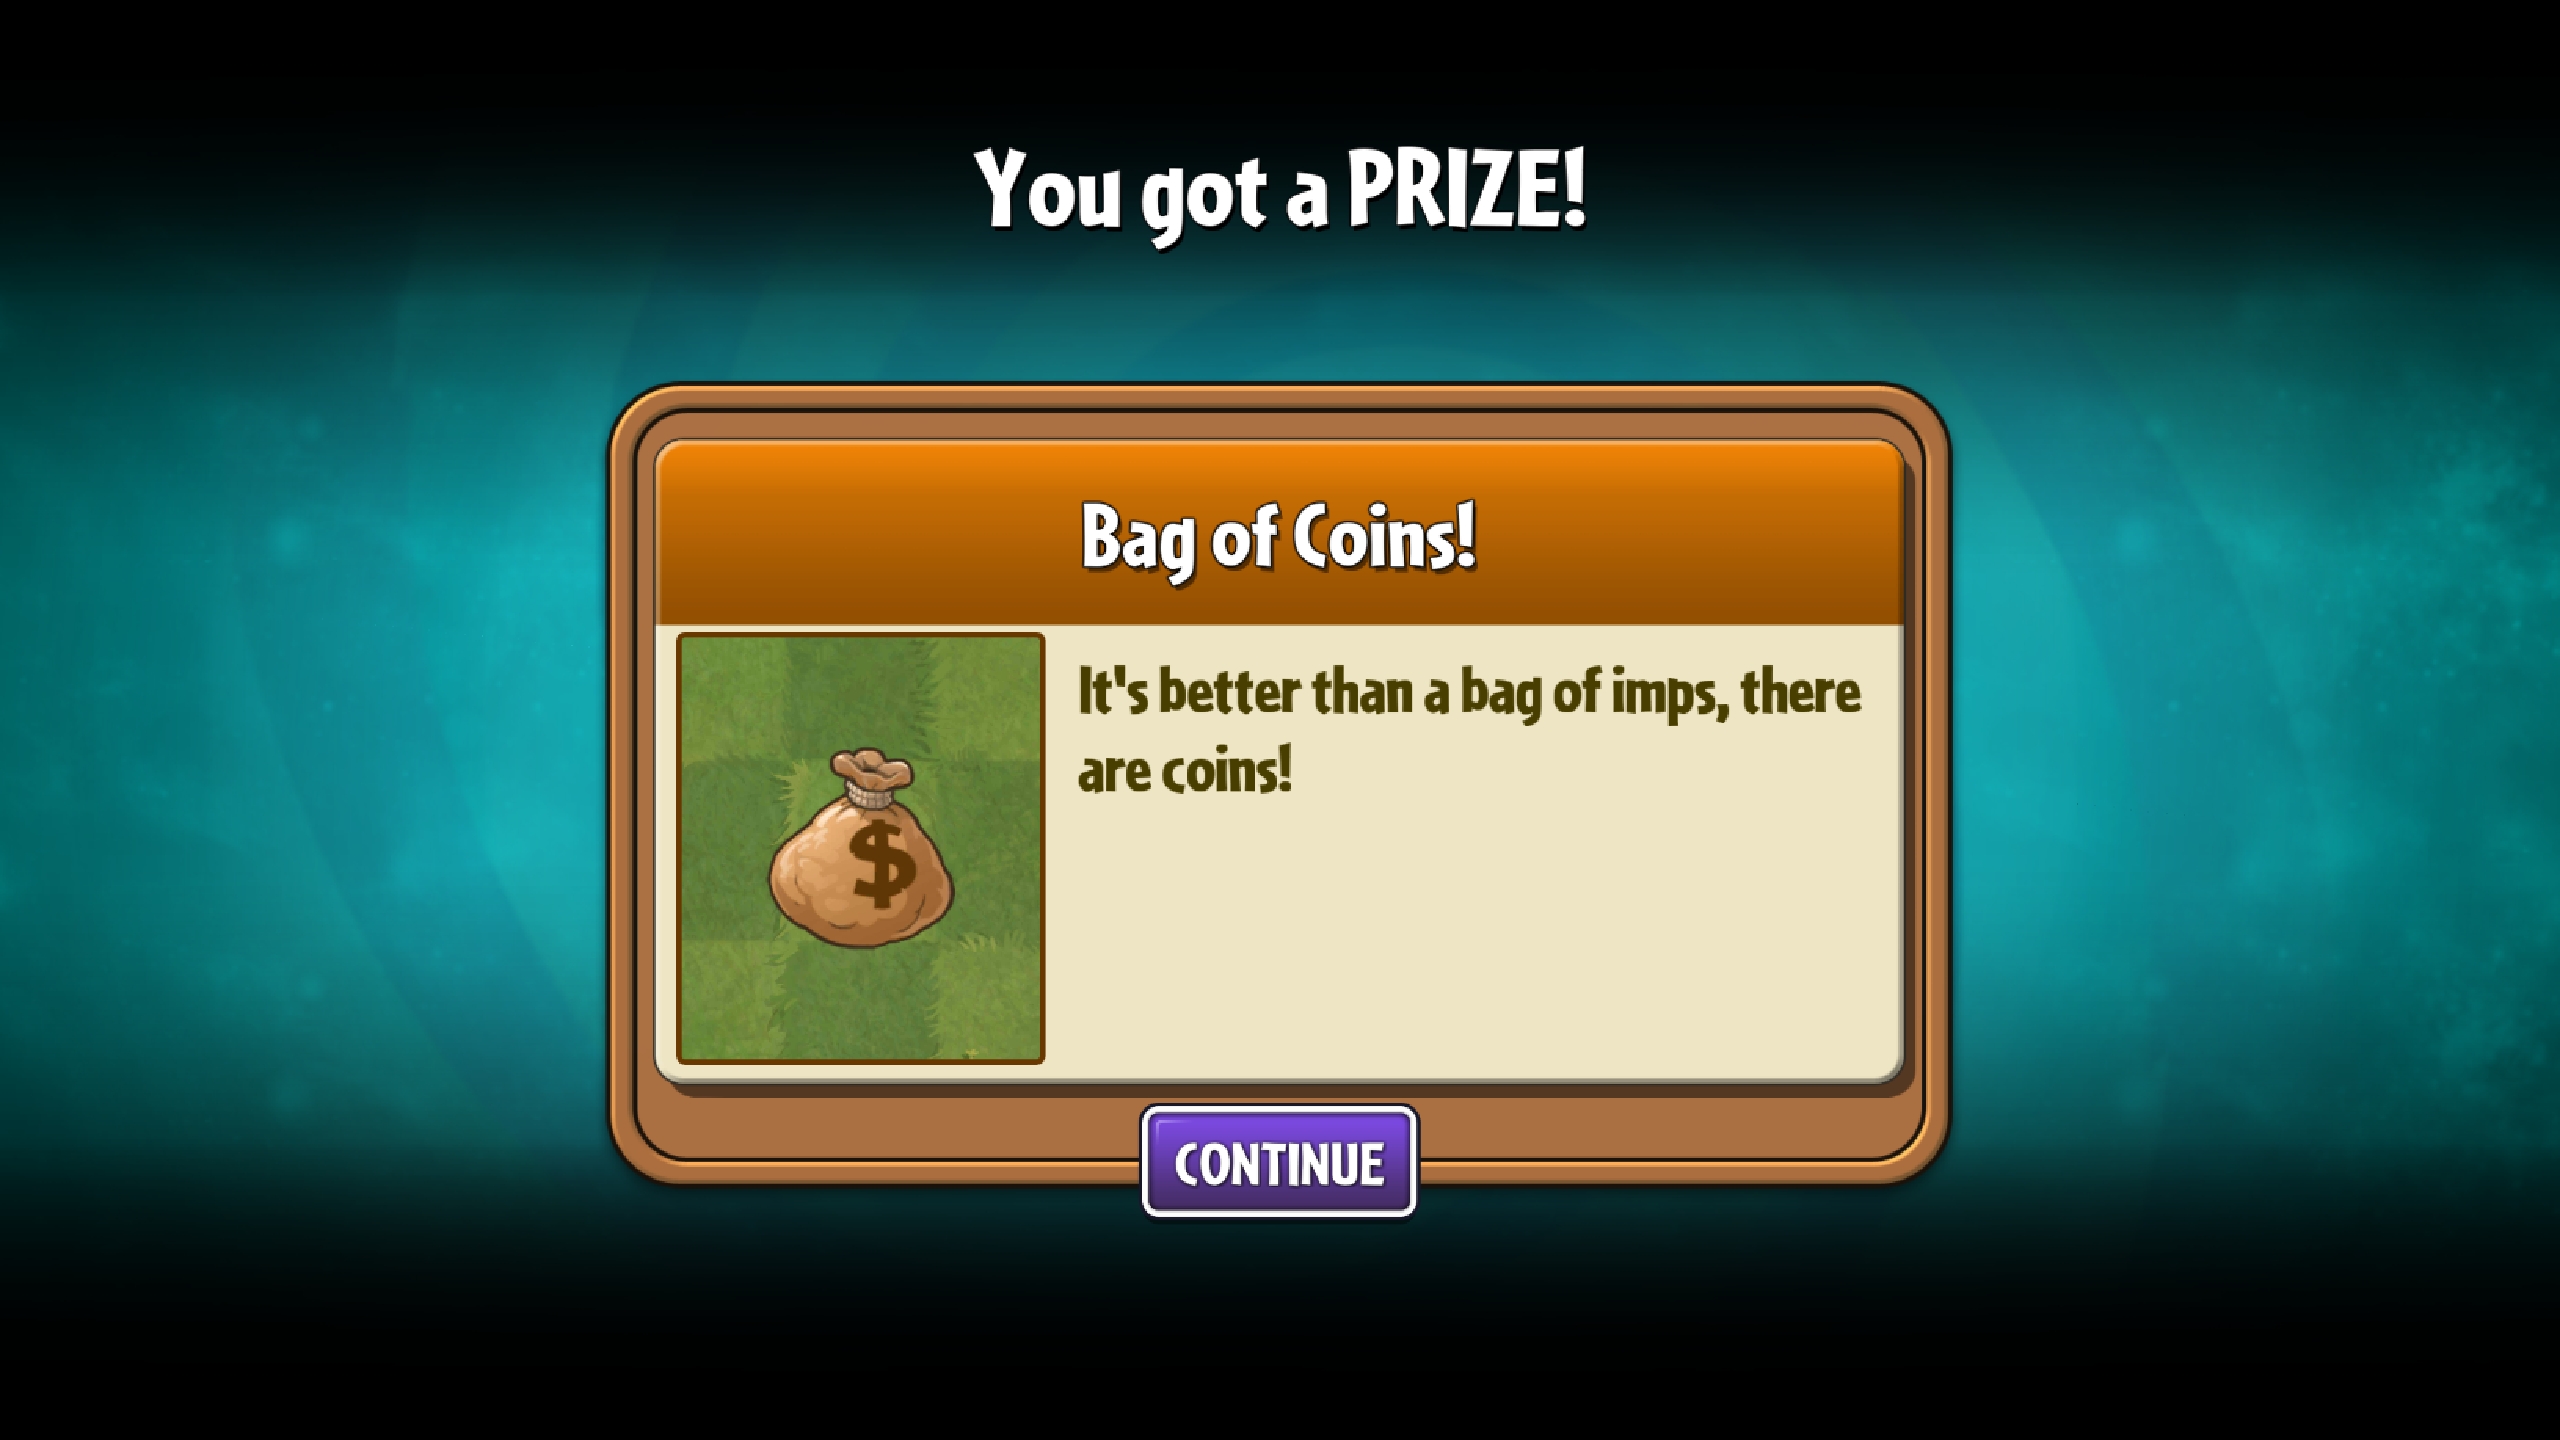 You got a PRIZE!
Bag of Coins!
It's better than a bag of imps, there
are coins!
$
CONTINUE